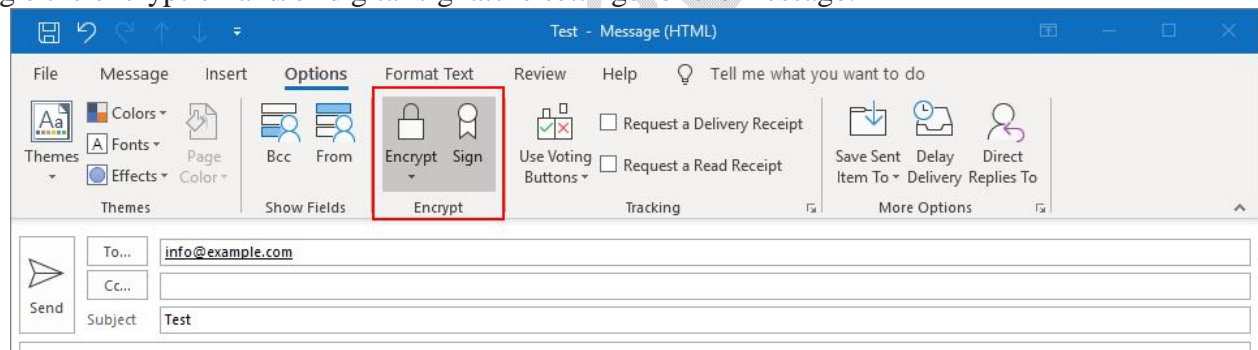 Test - Message (HTML)
File Message Insert Options Format Text Review Help Tell me what you want to do
Aa Colors Request a Delivery Receipt
A Fonts
Themes Page Color Bcc From Encrypt Sign Use Voting Buttons Request a Read Receipt Save Sent Item To Delay Delivery Direct Replies To
Effects
Themes Show Fields Encrypt Tracking More Options
To... info@example.com
Cc...
Send
Subject Test